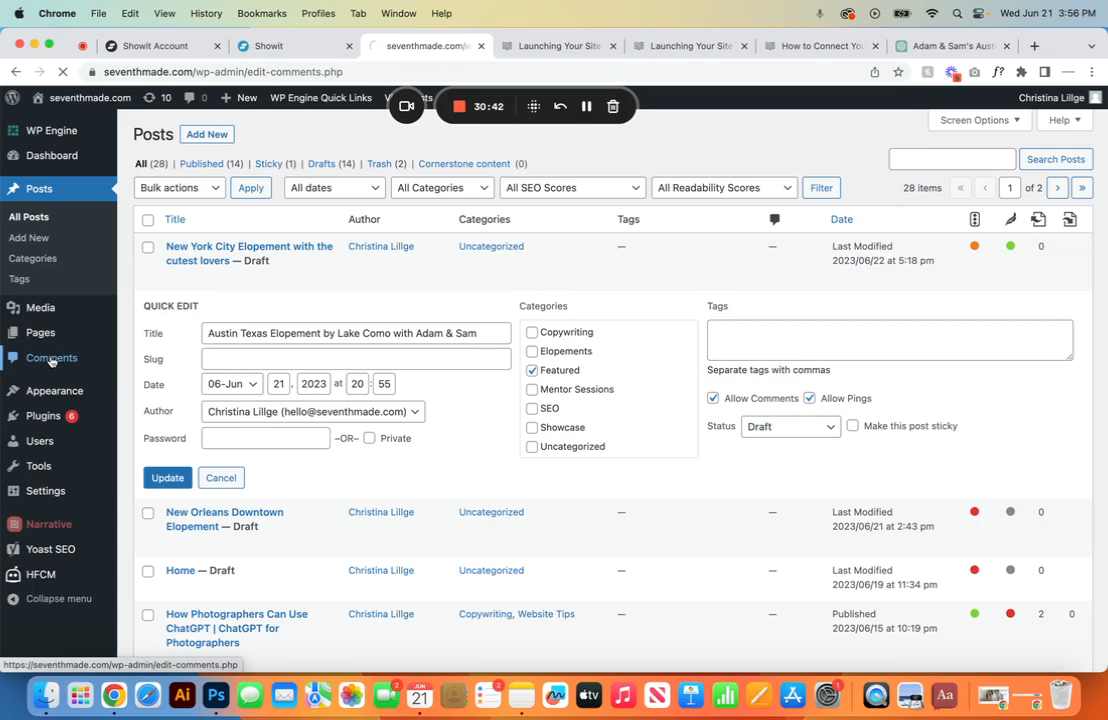 Chrome File Edit View History Bookmarks Profiles Tab Window Help Wed Jun 21 3:56 PM
Showit Account Showit seventhmade.com/w Launching Your Site Launching Your Site How to Connect You Adam & Sam's Aust
seventhmade.com/wp-admin/edit-comments.php
seventhmade.com 10 0 New WP Engine Quick Links Christina Lillge
30:42
WP Engine
Dashboard
Posts
All Posts
Add New
Categories
Tags
Media
Pages
Comments
Appearance
Plugins 6
Users
Tools
Settings
Narrative
Yoast SEO
HFCM
Collapse menu
Posts Add New Screen Options Help
All (28) | Published (14) | Sticky (1) | Drafts (14) | Trash (2) | Cornerstone content (0) Search Posts
Bulk actions Apply All dates All Categories All SEO Scores All Readability Scores Filter 28 items « ‹ 1 of 2 › »
Title Author Categories Tags Date
New York City Elopement with the Christina Lillge Uncategorized — — Last Modified 0
cutest lovers — Draft 2023/06/22 at 5:18 pm
QUICK EDIT
Title Austin Texas Elopement by Lake Como with Adam & Sam
Slug
Date 06-Jun 21 , 2023 at 20 : 55
Author Christina Lillge (hello@seventhmade.com)
Password –OR– Private
Categories
Copywriting
Elopements
Featured
Mentor Sessions
SEO
Showcase
Uncategorized
Tags
Separate tags with commas
Allow Comments Allow Pings
Status Draft Make this post sticky
Update Cancel
New Orleans Downtown Christina Lillge Uncategorized — — Last Modified 0
Elopement — Draft 2023/06/21 at 2:43 pm
Home — Draft Christina Lillge Uncategorized — — Last Modified 0
2023/06/19 at 11:34 pm
How Photographers Can Use Christina Lillge Copywriting, Website Tips — — Published 2 0
ChatGPT | ChatGPT for 2023/06/15 at 10:19 pm
Photographers
https://seventhmade.com/wp-admin/edit-comments.php